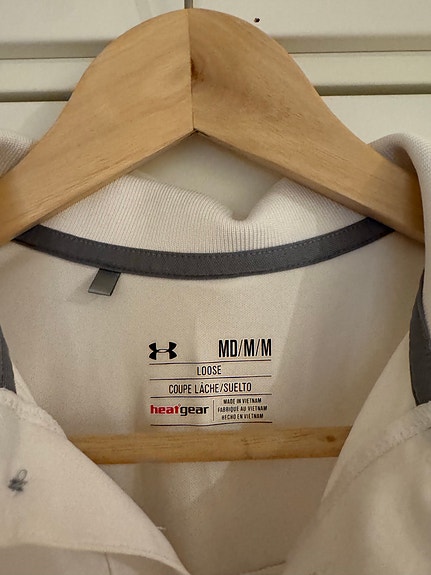 MD/M/M
LOOSE
COUPE LÂCHE/SUELTO
heatgear
MADE IN VIETNAM
FABRIQUÉ AU VIETNAM
HECHO EN VIETNAM